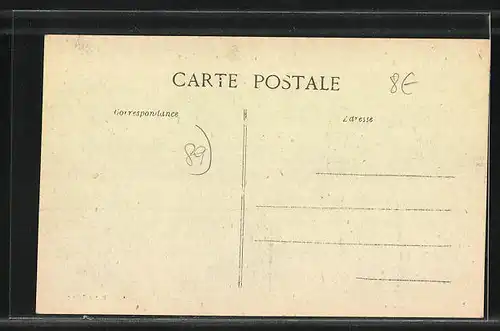 CARTE POSTALE
8€
Correspondance
Adresse
89